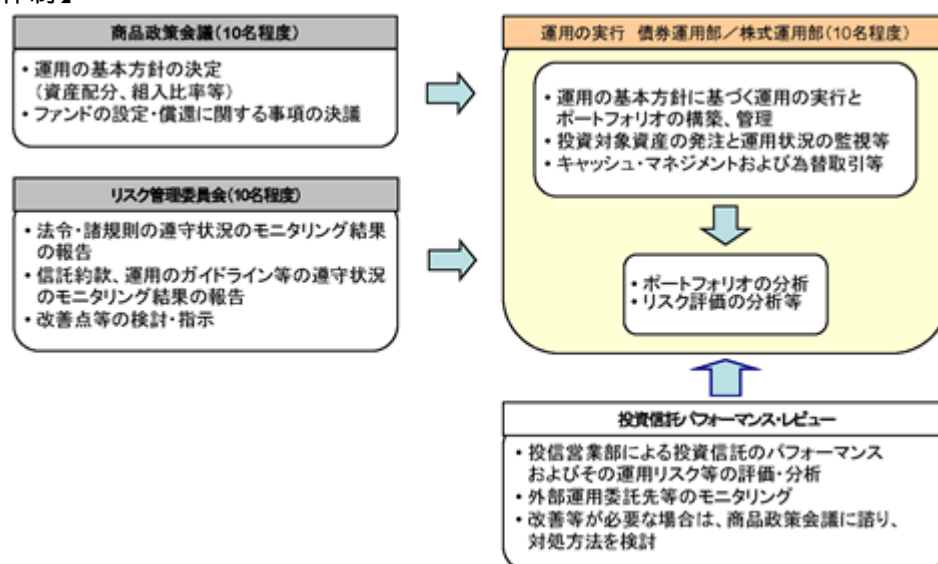 商品政策会議(10名程度)
・運用の基本方針の決定
(資産配分、組入比率等)
・ファンドの設定・償還に関する事項の決議
リスク管理委員会(10名程度)
・法令・諸規則の遵守状況のモニタリング結果
の報告
・信託約款、運用のガイドライン等の遵守状況
のモニタリング結果の報告
・改善点等の検討・指示
運用の実行 債券運用部/株式運用部(10名程度)
・運用の基本方針に基づく運用の実行と
ポートフォリオの構築、管理
・投資対象資産の発注と運用状況の監視等
・キャッシュ・マネジメントおよび為替取引等
・ポートフォリオの分析
・リスク評価の分析等
投資信託パフォーマンス・レビュー
・投信営業部による投資信託のパフォーマンス
およびその運用リスク等の評価・分析
・外部運用委託先等のモニタリング
・改善等が必要な場合は、商品政策会議に諮り、
対処方法を検討